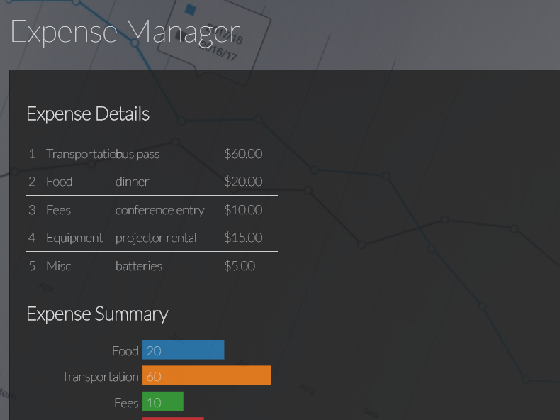 Expense Manager
Expense Details
1 Transportation bus pass $60.00
2 Food dinner $20.00
3 Fees conference entry $10.00
4 Equipment projector rental $15.00
5 Misc batteries $5.00
Expense Summary
Food 20
Transportation 60
Fees 10